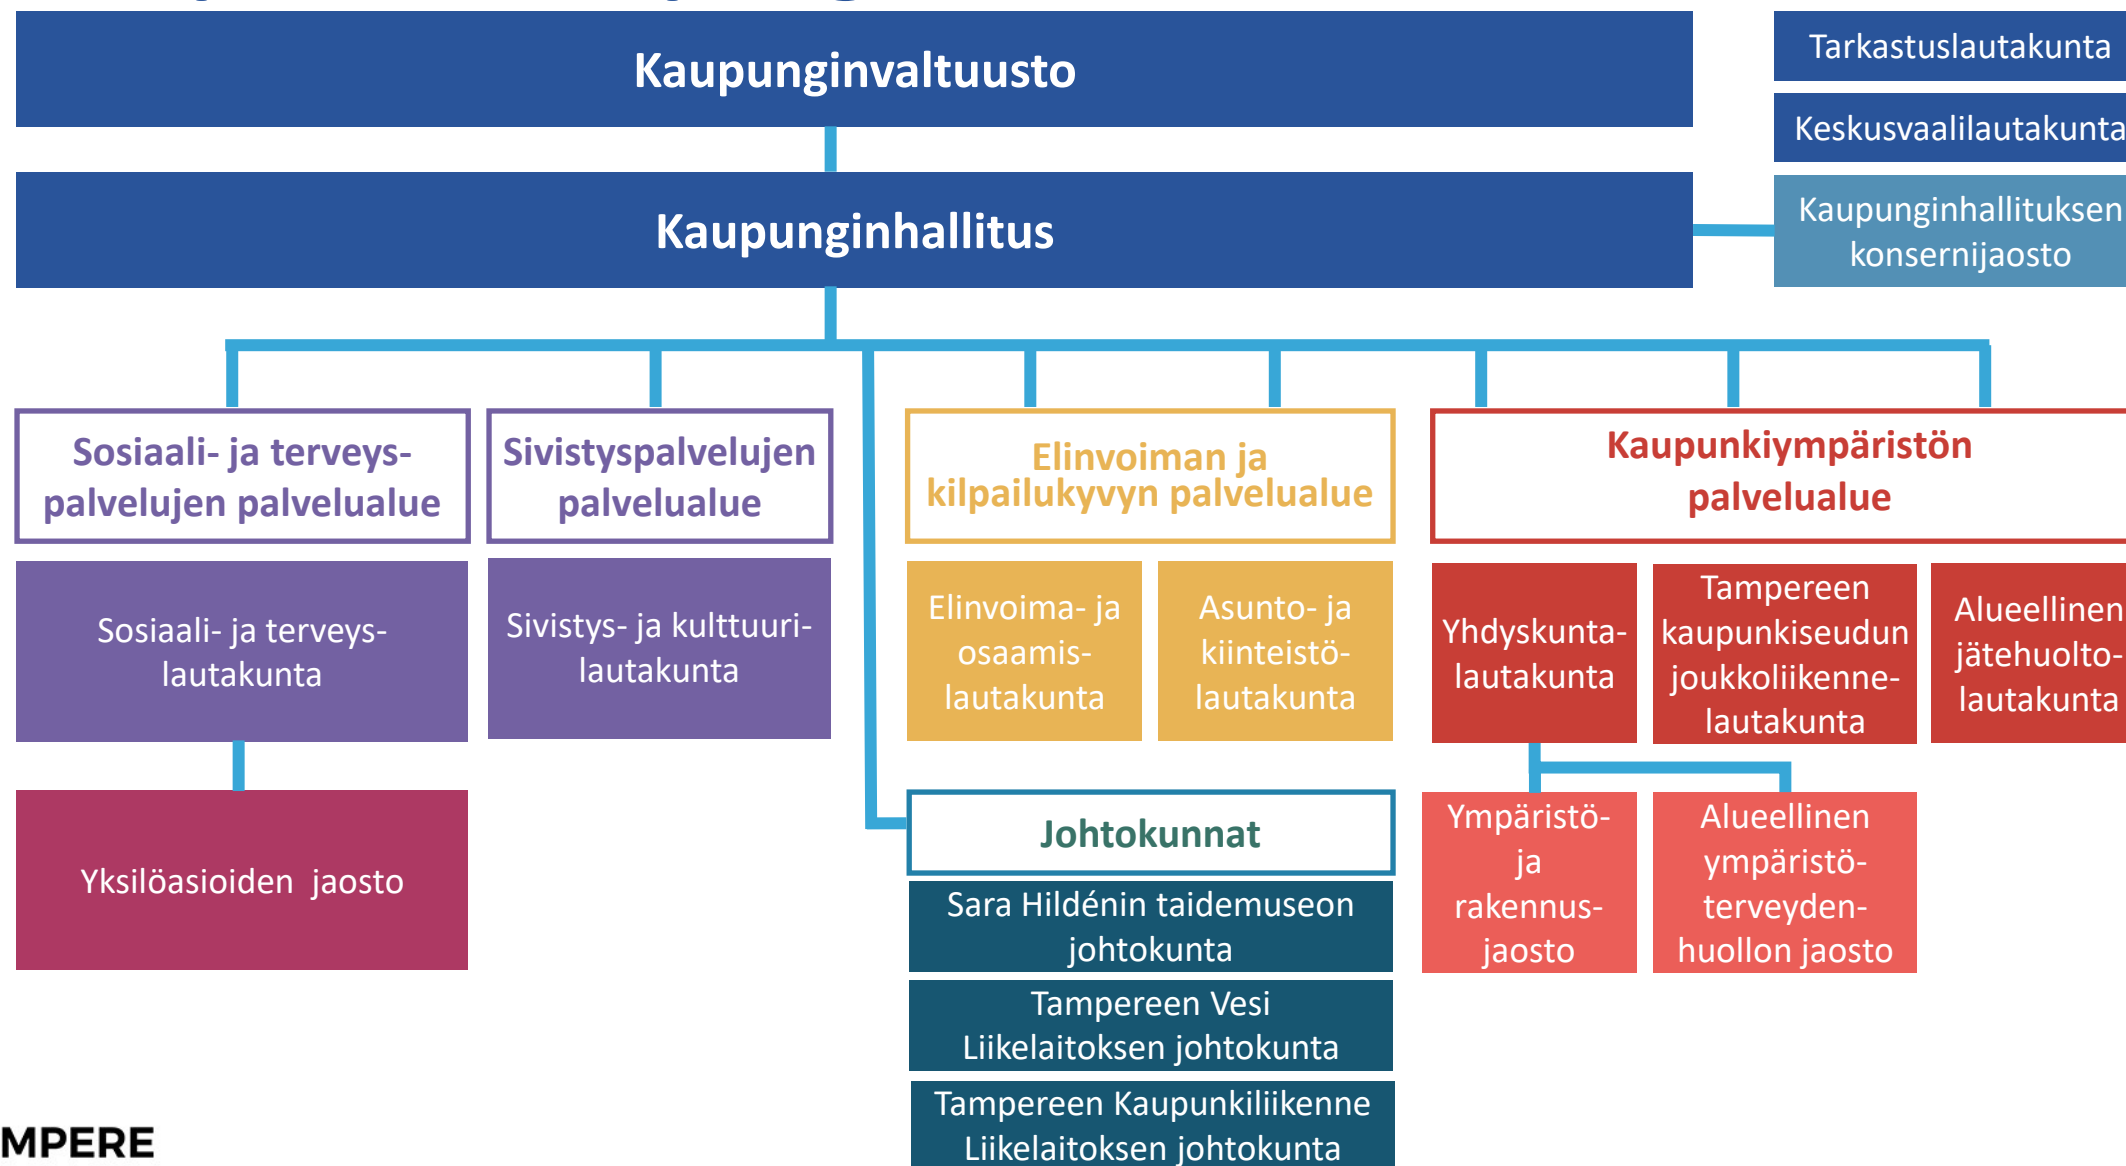 Kaupunginvaltuusto
Tarkastuslautakunta
Keskusvaalilautakunta
Kaupunginhallitus
Kaupunginhallituksen
konsernijaosto
Sosiaali- ja terveys-
palvelujen palvelualue
Sivistyspalvelujen
palvelualue
Elinvoiman ja
kilpailukyvyn palvelualue
Kaupunkiympäristön
palvelualue
Sosiaali- ja terveys-
lautakunta
Sivistys- ja kulttuuri-
lautakunta
Elinvoima- ja
osaamis-
lautakunta
Asunto- ja
kiinteistö-
lautakunta
Yhdyskunta-
lautakunta
Tampereen
kaupunkiseudun
joukkoliikenne-
lautakunta
Alueellinen
jätehuolto-
lautakunta
Yksilöasioiden jaosto
Johtokunnat
Sara Hildénin taidemuseon
johtokunta
Tampereen Vesi
Liikelaitoksen johtokunta
Tampereen Kaupunkiliikenne
Liikelaitoksen johtokunta
Ympäristö-
ja
rakennus-
jaosto
Alueellinen
ympäristö-
terveyden-
huollon jaosto
MPERE